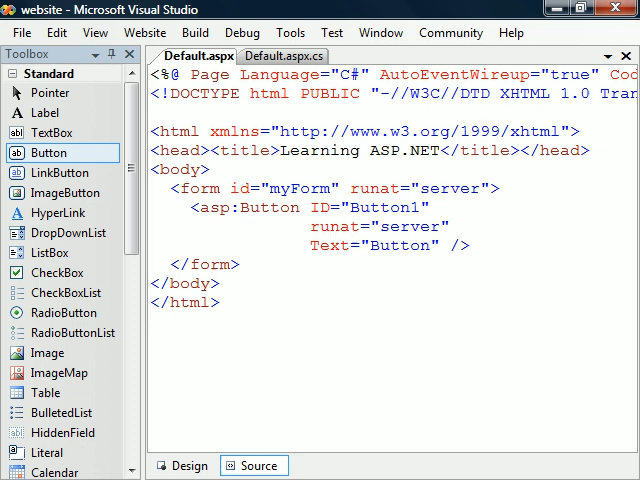 website - Microsoft Visual Studio
File Edit View Website Build Debug Tools Test Window Community Help
Toolbox
Standard
Pointer
Label
TextBox
Button
LinkButton
ImageButton
HyperLink
DropDownList
ListBox
CheckBox
CheckBoxList
RadioButton
RadioButtonList
Image
ImageMap
Table
BulletedList
HiddenField
Literal
Calendar
Default.aspx Default.aspx.cs
<%@ Page Language="C#" AutoEventWireup="true" Cod
<!DOCTYPE html PUBLIC "-//W3C//DTD XHTML 1.0 Tran
<html xmlns="http://www.w3.org/1999/xhtml">
<head><title>Learning ASP.NET</title></head>
<body>
<form id="myForm" runat="server">
<asp:Button ID="Button1"
runat="server"
Text="Button" />
</form>
</body>
</html>
Design Source